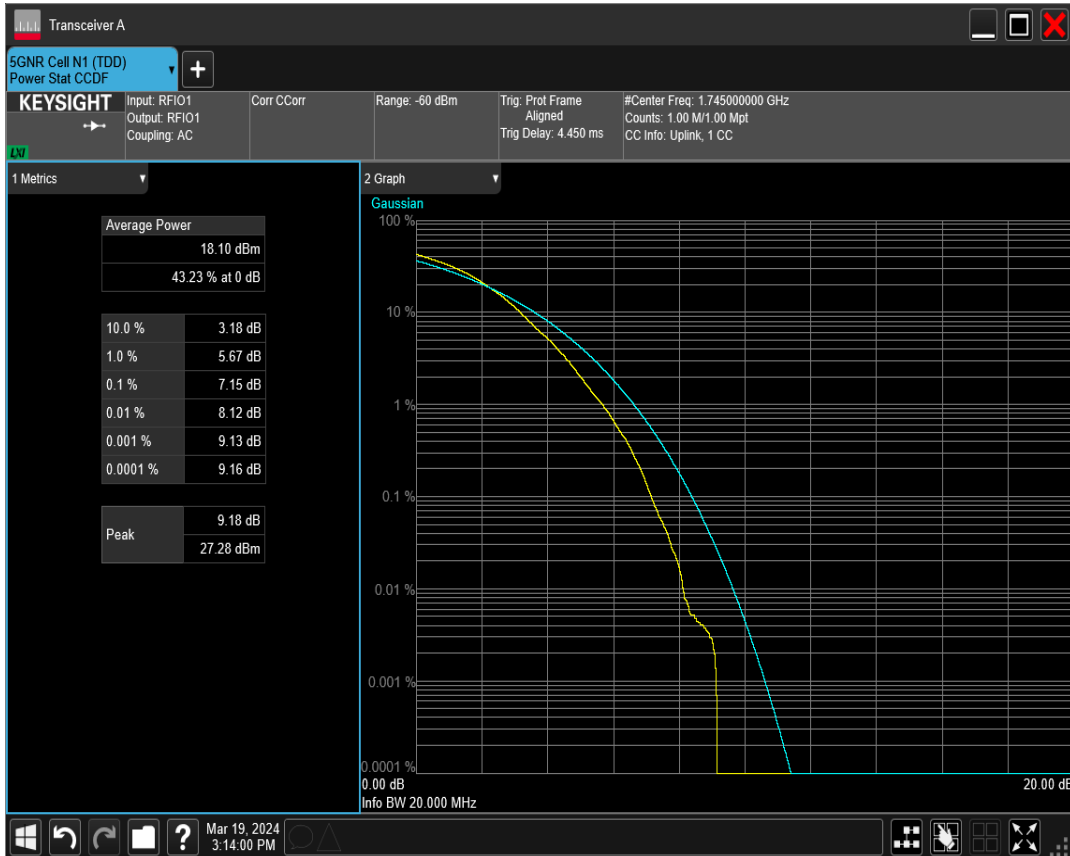 Transceiver A
5GNR Cell N1 (TDD)
Power Stat CCDF
+
KEYSIGHT
LXI
Input: RFIO1
Output: RFIO1
Coupling: AC
Corr CCorr
Range: -60 dBm
Trig: Prot Frame
Aligned
Trig Delay: 4.450 ms
#Center Freq: 1.745000000 GHz
Counts: 1.00 M/1.00 Mpt
CC Info: Uplink, 1 CC
1 Metrics
Average Power
18.10 dBm
43.23 % at 0 dB
10.0 % 3.18 dB
1.0 % 5.67 dB
0.1 % 7.15 dB
0.01 % 8.12 dB
0.001 % 9.13 dB
0.0001 % 9.16 dB
Peak 9.18 dB
27.28 dBm
2 Graph
Gaussian
100 %
10 %
1 %
0.1 %
0.01 %
0.001 %
0.0001 %
0.00 dB 20.00 dB
Info BW 20.000 MHz
? Mar 19, 2024
3:14:00 PM